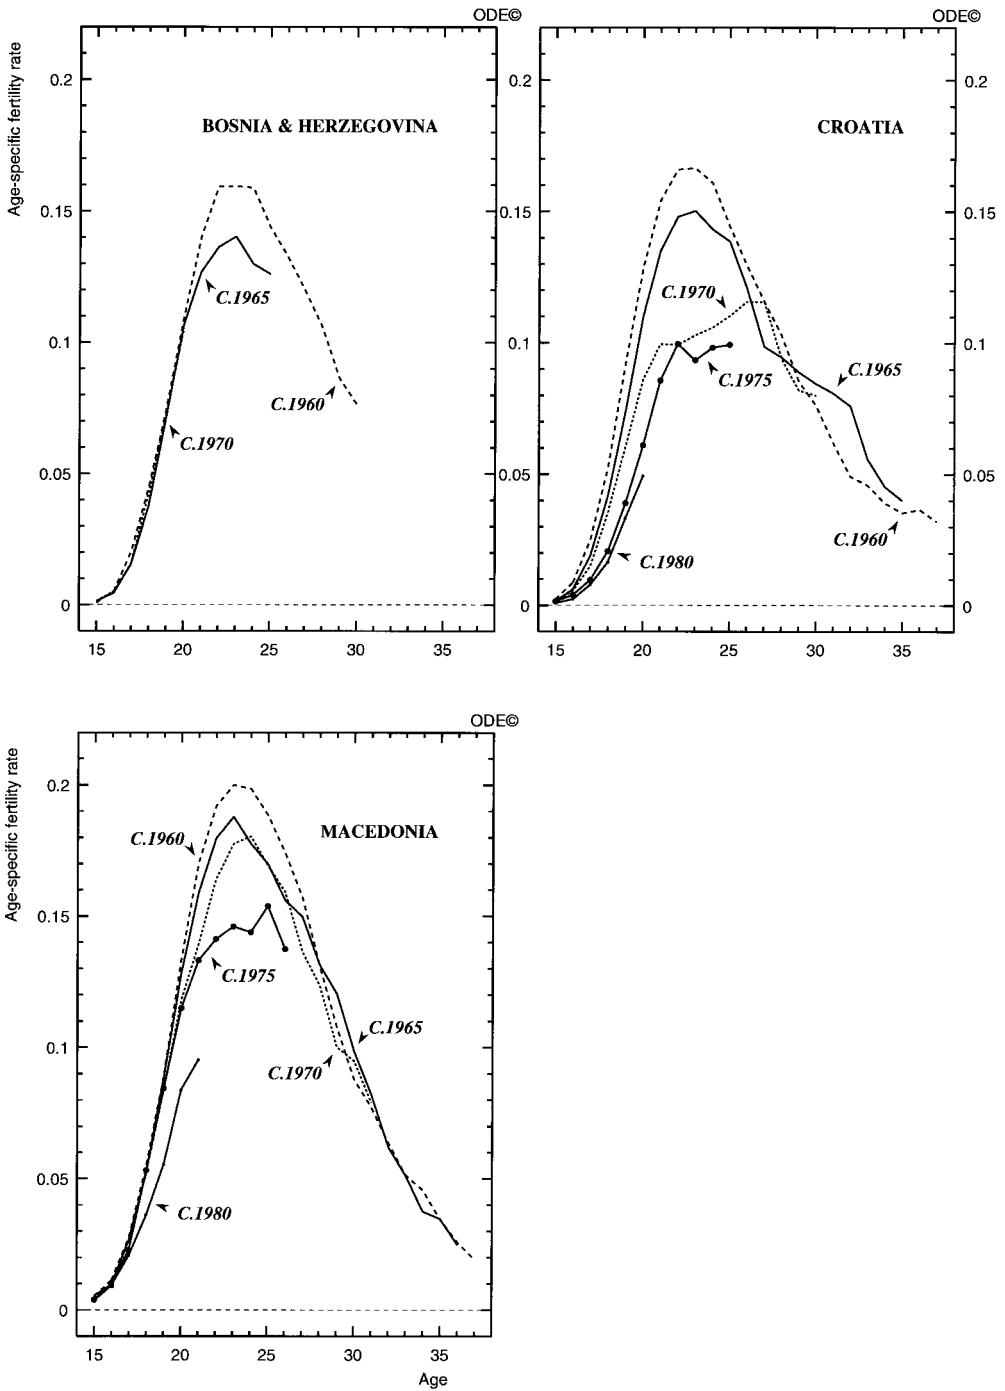 ODE©
Age-specific fertility rate
BOSNIA & HERZEGOVINA
0.2
0.15
0.1
0.05
0
C.1965
C.1960
C.1970
15 20 25 30 35
ODE©
CROATIA
0.2
0.15
0.1
0.05
0
0.2
0.15
0.1
0.05
0
C.1970
C.1975
C.1965
C.1960
C.1980
15 20 25 30 35
ODE©
Age-specific fertility rate
MACEDONIA
0.2
0.15
0.1
0.05
0
C.1960
C.1975
C.1965
C.1970
C.1980
15 20 25 30 35
Age